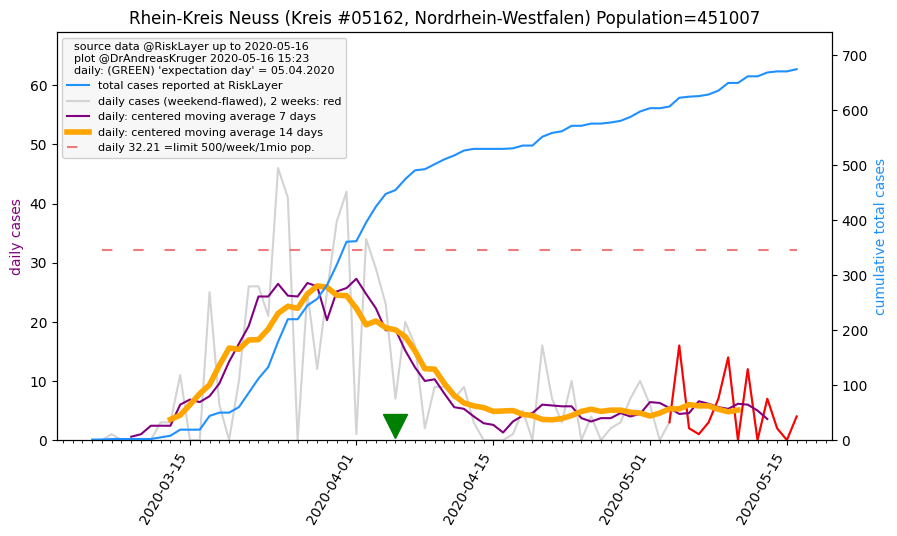 Rhein-Kreis Neuss (Kreis #05162, Nordrhein-Westfalen) Population=451007
source data @RiskLayer up to 2020-05-16
plot @DrAndreasKruger 2020-05-16 15:23
daily: (GREEN) 'expectation day' = 05.04.2020
total cases reported at RiskLayer
daily cases (weekend-flawed), 2 weeks: red
daily: centered moving average 7 days
daily: centered moving average 14 days
daily 32.21 =limit 500/week/1mio pop.
daily cases
60
50
40
30
20
10
0
700
600
500
400
300
200
100
0
cumulative total cases
2020-03-15
2020-04-01
2020-04-15
2020-05-01
2020-05-15